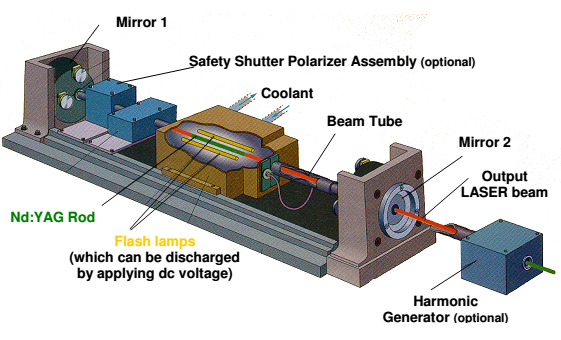 Mirror 1
Safety Shutter Polarizer Assembly (optional)
Coolant
Beam Tube
Mirror 2
Output
LASER beam
Nd:YAG Rod
Flash lamps
(which can be discharged
by applying dc voltage)
Harmonic
Generator (optional)